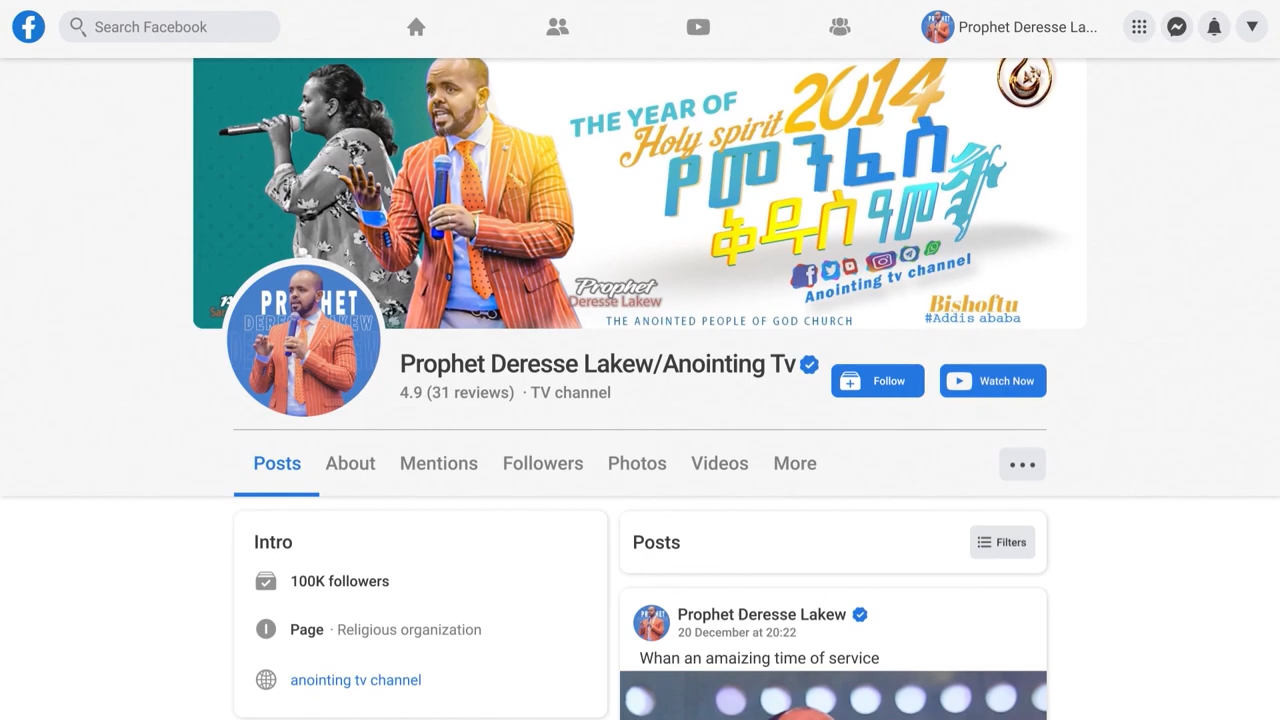 Search Facebook
Prophet Deresse La...
THE YEAR OF
Holy spirit 2014
የመንፈስ
ቅዱስ ዓመት
Anointing tv channel
Prophet
Deresse Lakew
Bishoftu
#Addis ababa
THE ANOINTED PEOPLE OF GOD CHURCH
PROPHET
DERESSE LAKEW
Prophet Deresse Lakew/Anointing Tv
4.9 (31 reviews) · TV channel
Follow
Watch Now
Posts
About
Mentions
Followers
Photos
Videos
More
Intro
100K followers
Page · Religious organization
anointing tv channel
Posts
Filters
Prophet Deresse Lakew
20 December at 20:22
Whan an amaizing time of service